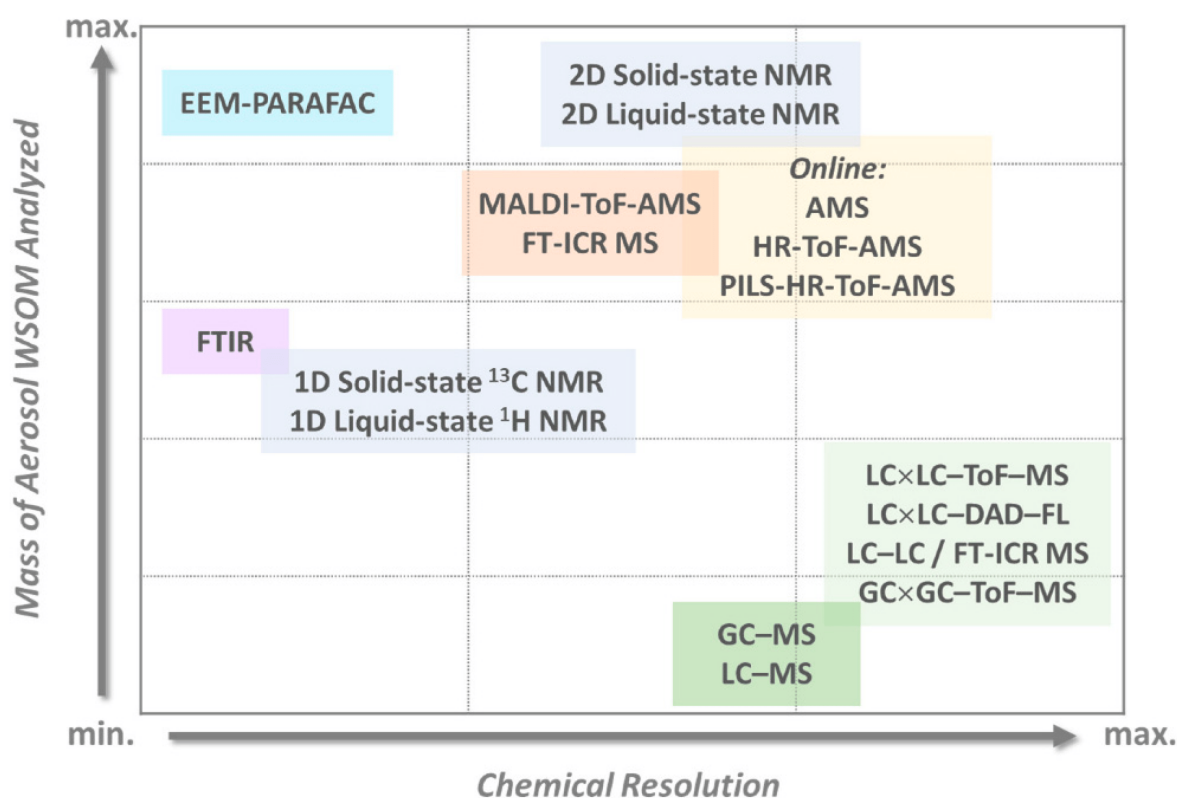 max.
Mass of Aerosol WSOM Analyzed
EEM-PARAFAC
2D Solid-state NMR
2D Liquid-state NMR
MALDI-ToF-AMS
FT-ICR MS
Online:
AMS
HR-ToF-AMS
PILS-HR-ToF-AMS
FTIR
1D Solid-state ¹³C NMR
1D Liquid-state ¹H NMR
LC×LC–ToF–MS
LC×LC–DAD–FL
LC–LC / FT-ICR MS
GC×GC–ToF–MS
GC–MS
LC–MS
min.
max.
Chemical Resolution